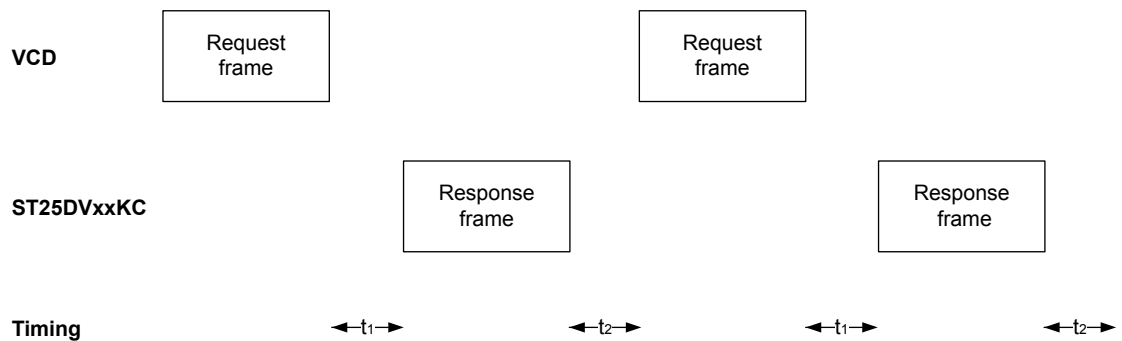 VCD
Request
frame
Request
frame
ST25DVxxKC
Response
frame
Response
frame
Timing
t1
t2
t1
t2